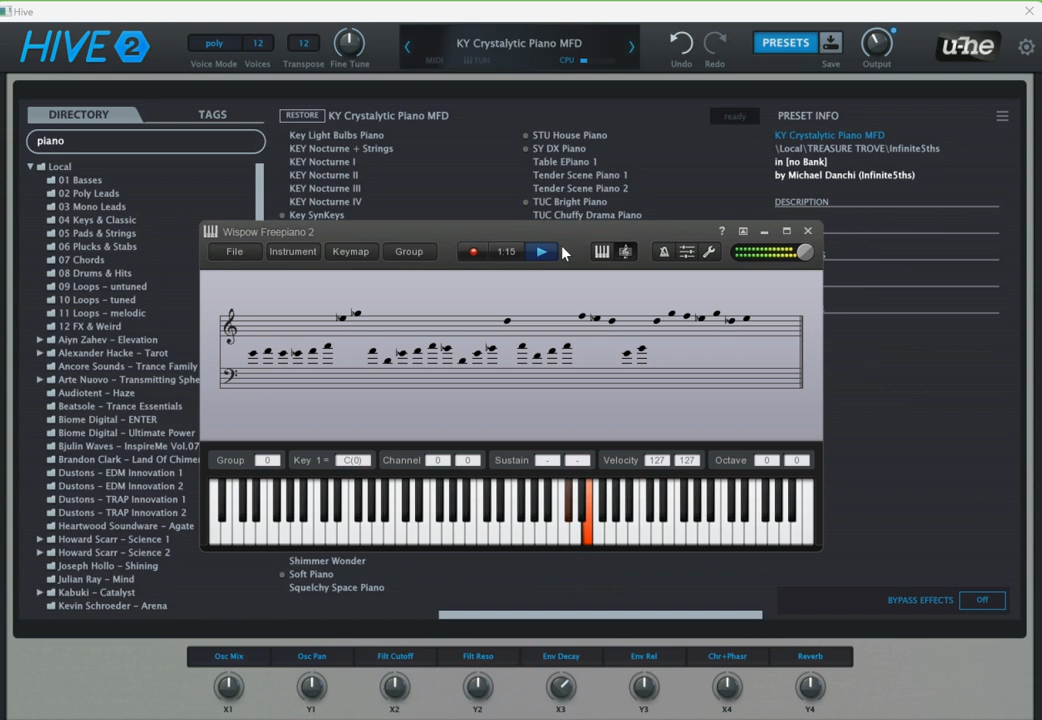 Hive
HIVE 2
poly 12
Voice Mode Voices
12
Transpose
Fine Tune
KY Crystalytic Piano MFD
MIDI TUN CPU
Undo
Redo
PRESETS
Save
Output
u-he
DIRECTORY
TAGS
piano
Local
01 Basses
02 Poly Leads
03 Mono Leads
04 Keys & Classic
05 Pads & Strings
06 Plucks & Stabs
07 Chords
08 Drums & Hits
09 Loops - untuned
10 Loops - tuned
11 Loops - melodic
12 FX & Weird
Aiyn Zahev - Elevation
Alexander Hacke - Tarot
Ancore Sounds - Trance Family
Arte Nuovo - Transmitting Sphe
Audiotent - Haze
Beatsole - Trance Essentials
Biome Digital - ENTER
Biome Digital - Ultimate Power
Bjulin Waves - InspireMe Vol.07
Brandon Clark - Land Of Chimer
Dustons - EDM Innovation 1
Dustons - EDM Innovation 2
Dustons - TRAP Innovation 1
Dustons - TRAP Innovation 2
Heartwood Soundware - Agate
Howard Scarr - Science 1
Howard Scarr - Science 2
Joseph Hollo - Shining
Julian Ray - Mind
Kabuki - Catalyst
Kevin Schroeder - Arena
RESTORE KY Crystalytic Piano MFD
ready
Key Light Bulbs Piano
KEY Nocturne + Strings
KEY Nocturne I
KEY Nocturne II
KEY Nocturne III
KEY Nocturne IV
Key SynKeys
STU House Piano
SY DX Piano
Table EPiano 1
Tender Scene Piano 1
Tender Scene Piano 2
TUC Bright Piano
TUC Chuffy Drama Piano
PRESET INFO
KY Crystalytic Piano MFD
\Local\TREASURE TROVE\Infinite5ths
in [no Bank]
by Michael Danchi (Infinite5ths)
DESCRIPTION
Wispow Freepiano 2
?
File
Instrument
Keymap
Group
1:15
Group 0
Key 1 = C(0)
Channel 0 0
Sustain - -
Velocity 127 127
Octave 0 0
Shimmer Wonder
Soft Piano
Squelchy Space Piano
BYPASS EFFECTS Off
Osc Mix
Osc Pan
Filt Cutoff
Filt Reso
Env Decay
Env Rel
Chr+Phasr
Reverb
X1
Y1
X2
Y2
X3
Y3
X4
Y4